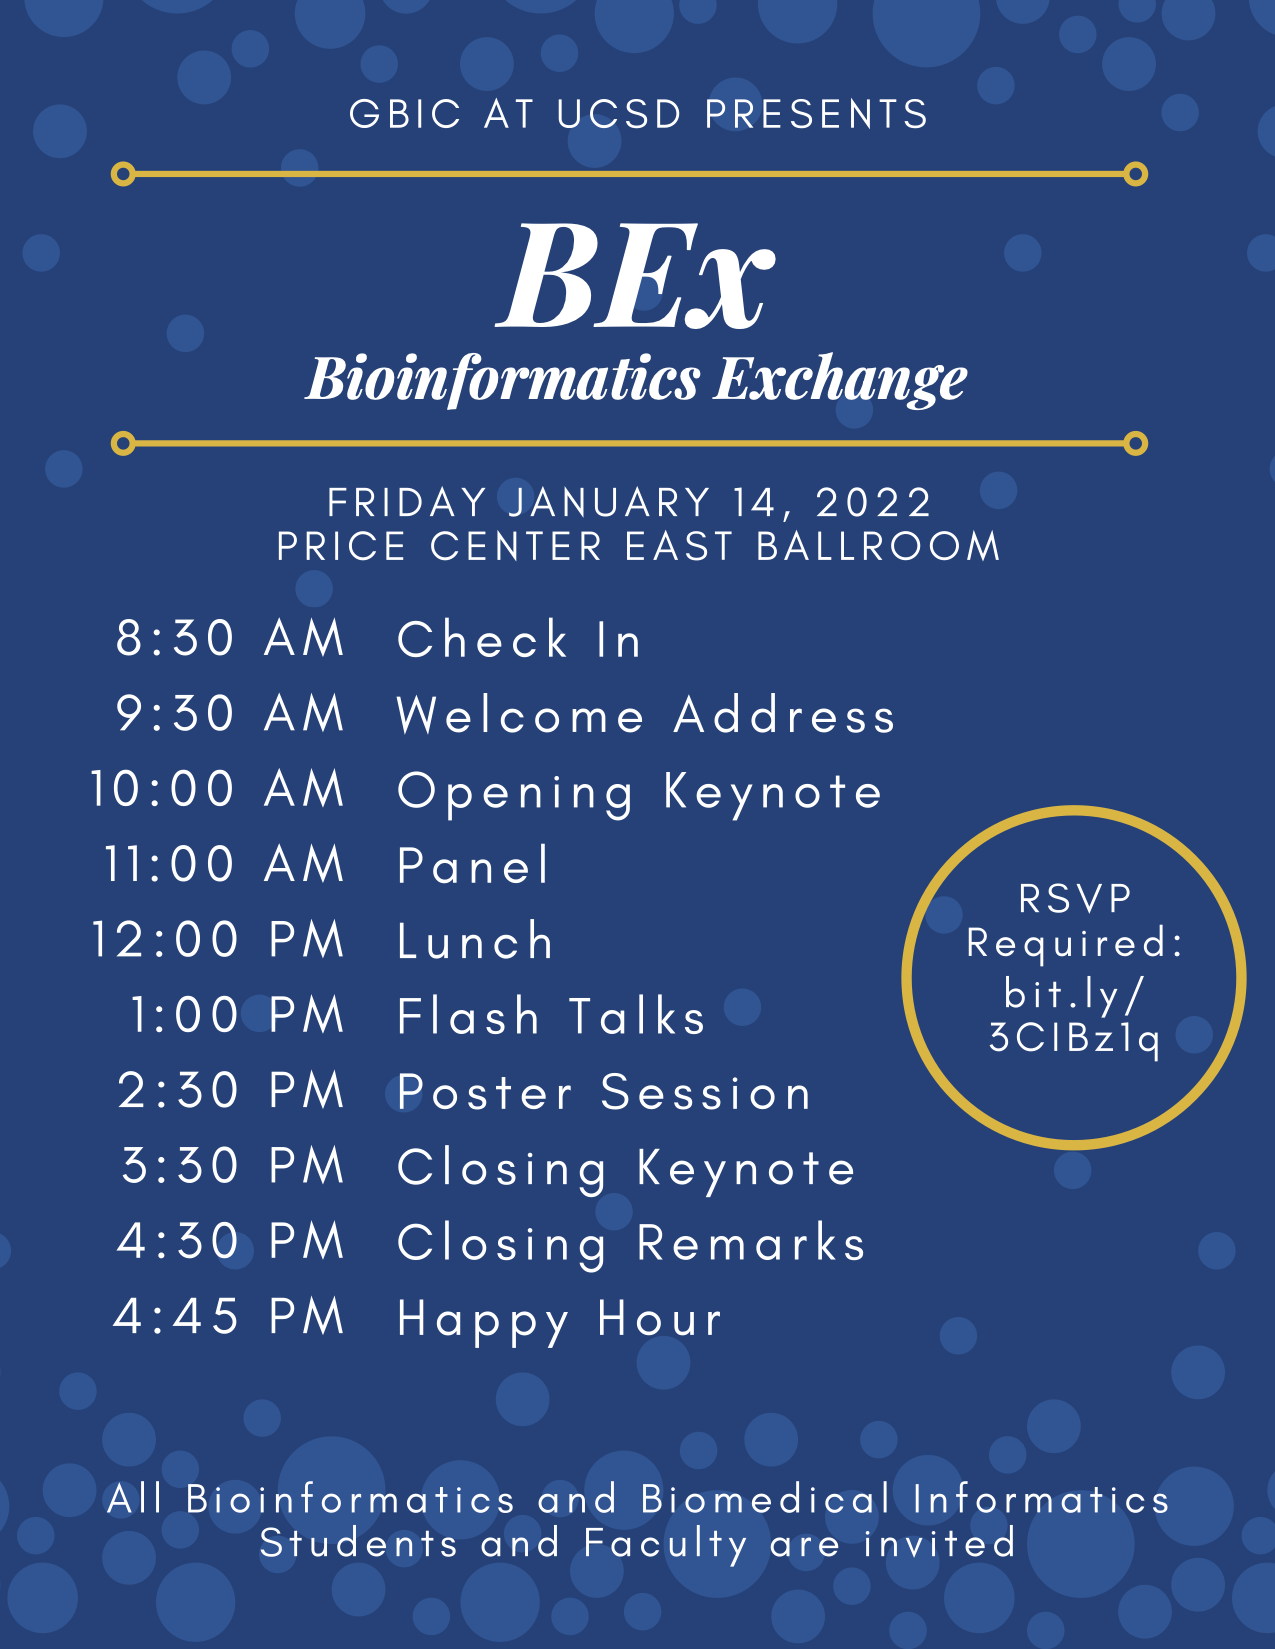 GBIC AT UCSD PRESENTS
BEx
Bioinformatics Exchange
FRIDAY JANUARY 14, 2022
PRICE CENTER EAST BALLROOM
8:30 AM Check In
9:30 AM Welcome Address
10:00 AM Opening Keynote
11:00 AM Panel
12:00 PM Lunch
1:00 PM Flash Talks
2:30 PM Poster Session
3:30 PM Closing Keynote
4:30 PM Closing Remarks
4:45 PM Happy Hour
RSVP
Required:
bit.ly/
3CIBz1q
All Bioinformatics and Biomedical Informatics
Students and Faculty are invited